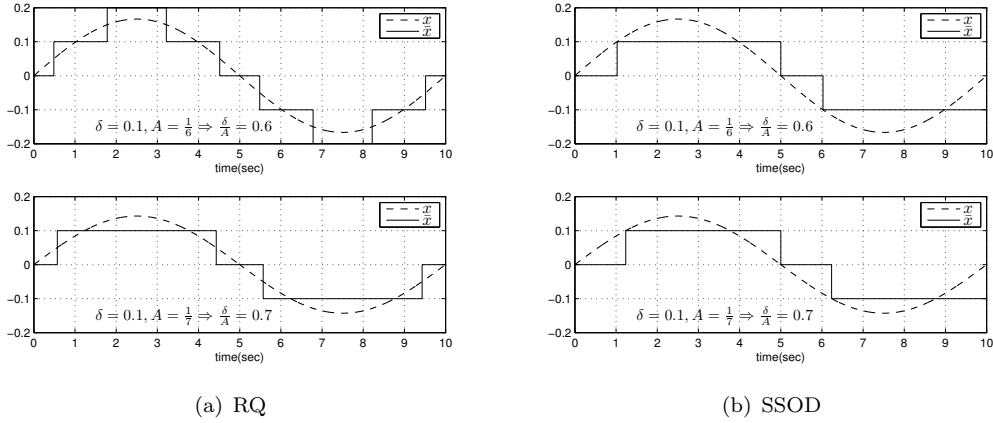 0.2
0.1
0
−0.1
−0.2
x
x̄
δ = 0.1, A = 1/6 ⇒ δ/A = 0.6
0 1 2 3 4 5 6 7 8 9 10
time(sec)
0.2
0.1
0
−0.1
−0.2
x
x̄
δ = 0.1, A = 1/6 ⇒ δ/A = 0.6
0 1 2 3 4 5 6 7 8 9 10
time(sec)
0.2
0.1
0
−0.1
−0.2
x
x̄
δ = 0.1, A = 1/7 ⇒ δ/A = 0.7
0 1 2 3 4 5 6 7 8 9 10
time(sec)
0.2
0.1
0
−0.1
−0.2
x
x̄
δ = 0.1, A = 1/7 ⇒ δ/A = 0.7
0 1 2 3 4 5 6 7 8 9 10
time(sec)
(a) RQ
(b) SSOD